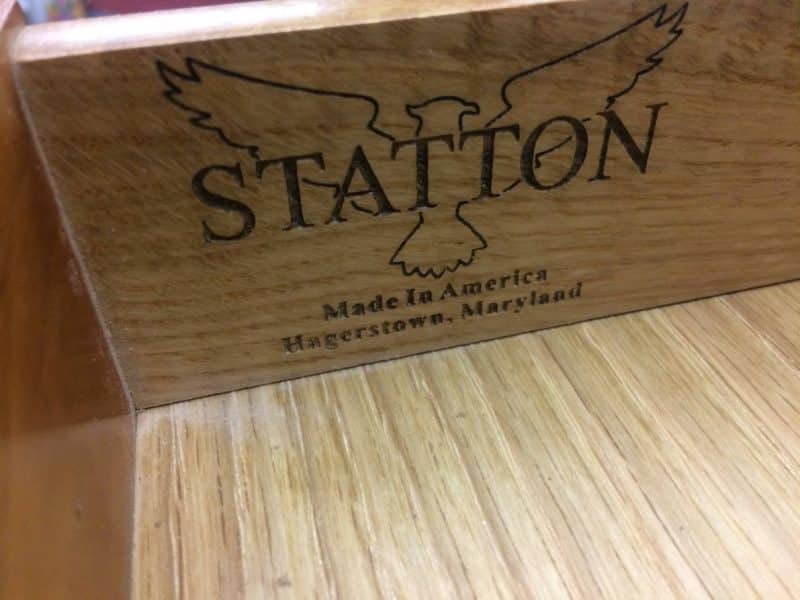 STATTON
Made In America
Hagerstown, Maryland